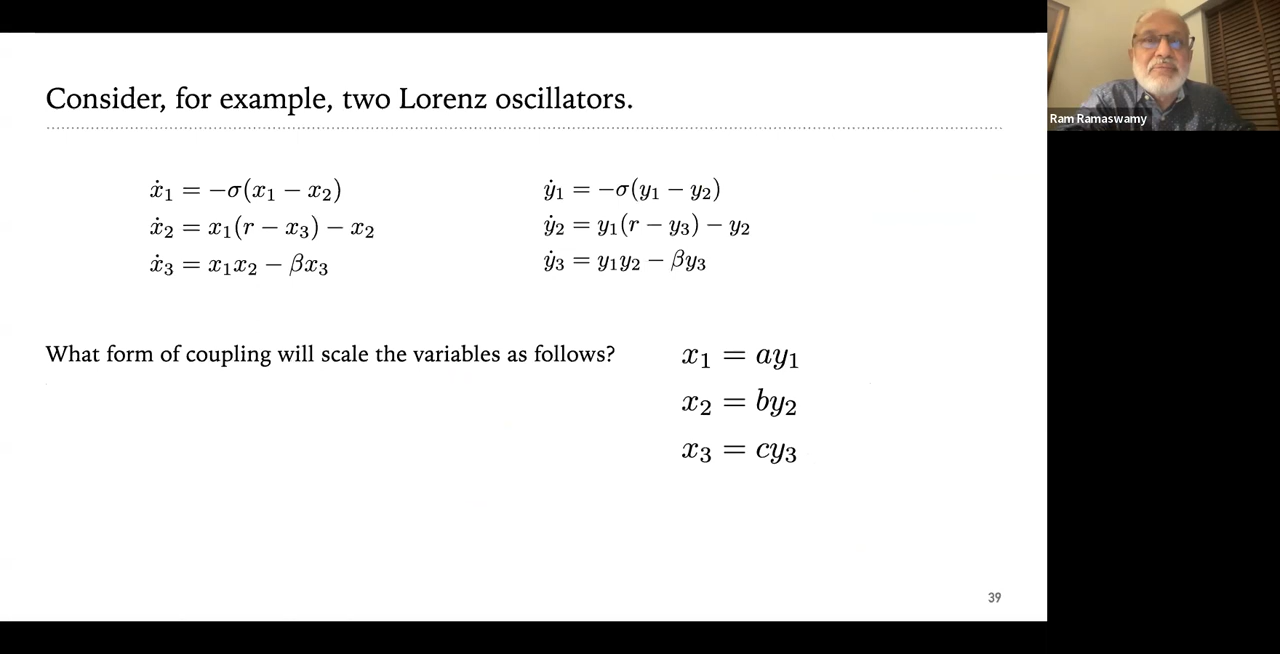 Consider, for example, two Lorenz oscillators.
ẋ₁ = −σ(x₁ − x₂)
ẋ₂ = x₁(r − x₃) − x₂
ẋ₃ = x₁x₂ − βx₃
ẏ₁ = −σ(y₁ − y₂)
ẏ₂ = y₁(r − y₃) − y₂
ẏ₃ = y₁y₂ − βy₃
What form of coupling will scale the variables as follows?
x₁ = ay₁
x₂ = by₂
x₃ = cy₃
39
Ram Ramaswamy